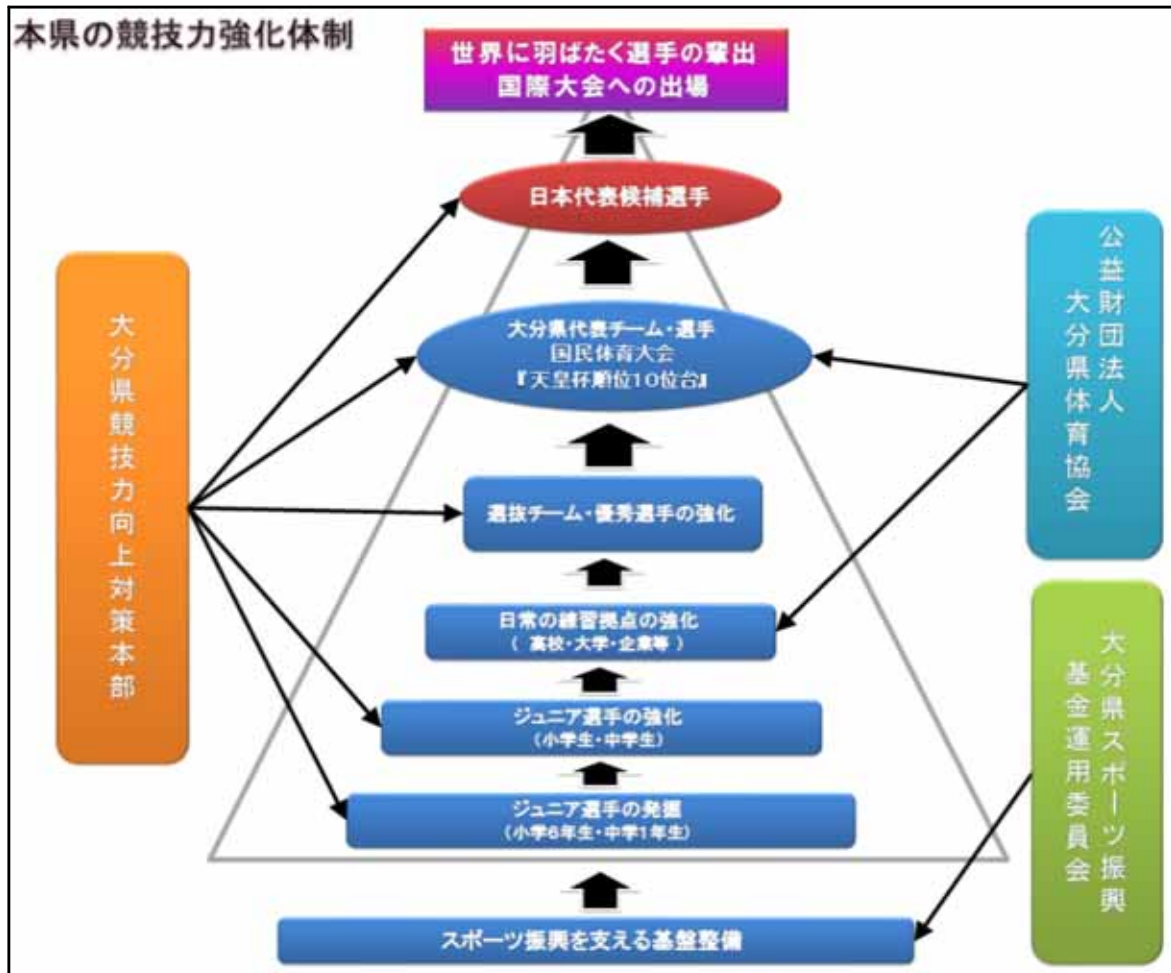 本県の競技力強化体制
世界に羽ばたく選手の輩出
国際大会への出場
日本代表候補選手
大分県代表チーム・選手
国民体育大会
『天皇杯順位10位台』
選抜チーム・優秀選手の強化
日常の練習拠点の強化
（ 高校・大学・企業等 ）
ジュニア選手の強化
（小学生・中学生）
ジュニア選手の発掘
（小学6年生・中学1年生）
スポーツ振興を支える基盤整備
大分県競技力向上対策本部
公益財団法人
大分県体育協会
大分県スポーツ振興
基金運用委員会